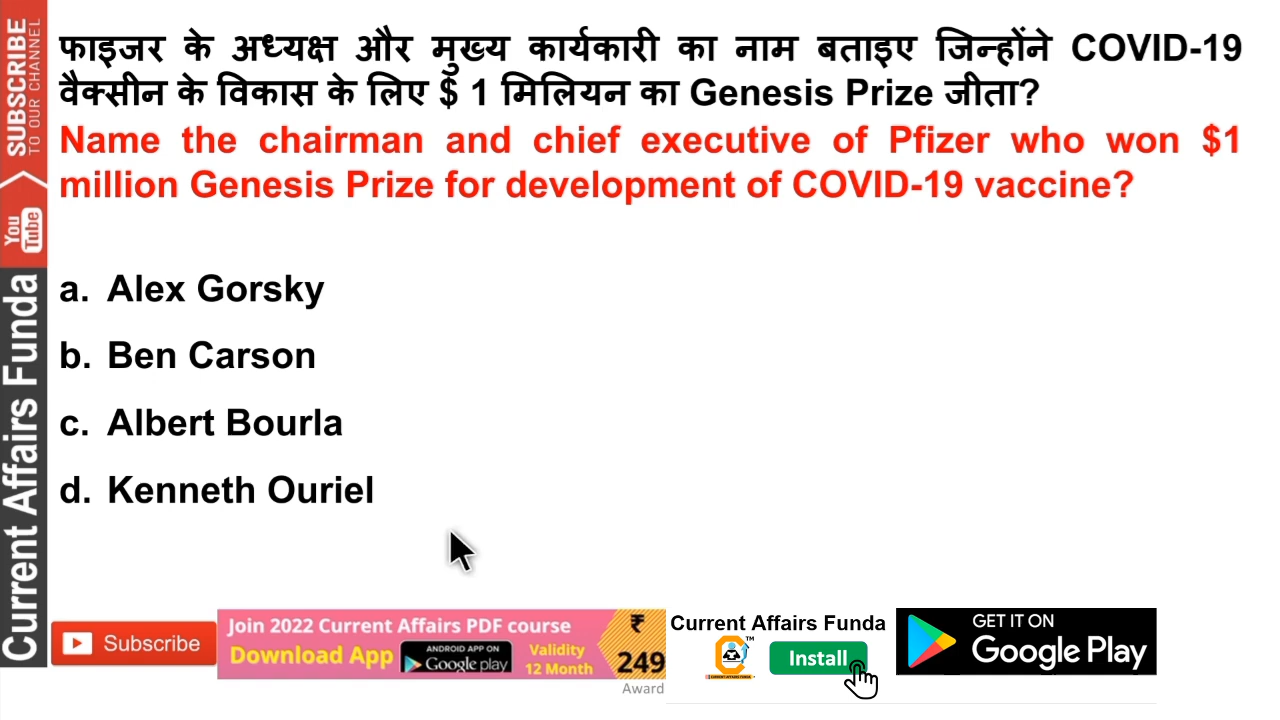 फाइजर के अध्यक्ष और मुख्य कार्यकारी का नाम बताइए जिन्होंने COVID-19
वैक्सीन के विकास के लिए $ 1 मिलियन का Genesis Prize जीता?
Name the chairman and chief executive of Pfizer who won $1
million Genesis Prize for development of COVID-19 vaccine?
a. Alex Gorsky
b. Ben Carson
c. Albert Bourla
d. Kenneth Ouriel
SUBSCRIBE
TO OUR CHANNEL
You
Tube
Current Affairs Funda
Subscribe
Join 2022 Current Affairs PDF course
Download App
ANDROID APP ON
Google play
Validity
12 Month
₹
249
Award
Current Affairs Funda
TM
CURRENT AFFAIRS FUNDA
Install
GET IT ON
Google Play